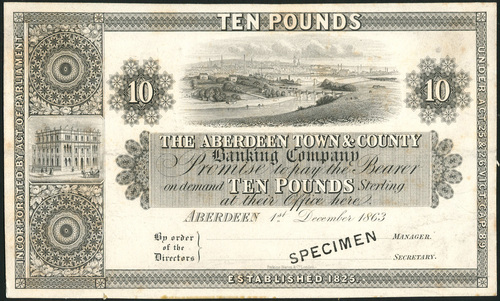 TEN POUNDS
INCORPORATED BY ACT OF PARLIAMENT
UNDER ACT 25 & 26 VICT. CAP. 89
10
10
THE ABERDEEN TOWN & COUNTY
Banking Company
Promise to pay the Bearer
on demand TEN POUNDS Sterling
at their Office here
ABERDEEN 1st December 1863
By order
of the
Directors
MANAGER.
SPECIMEN
SECRETARY.
ESTABLISHED 1825.